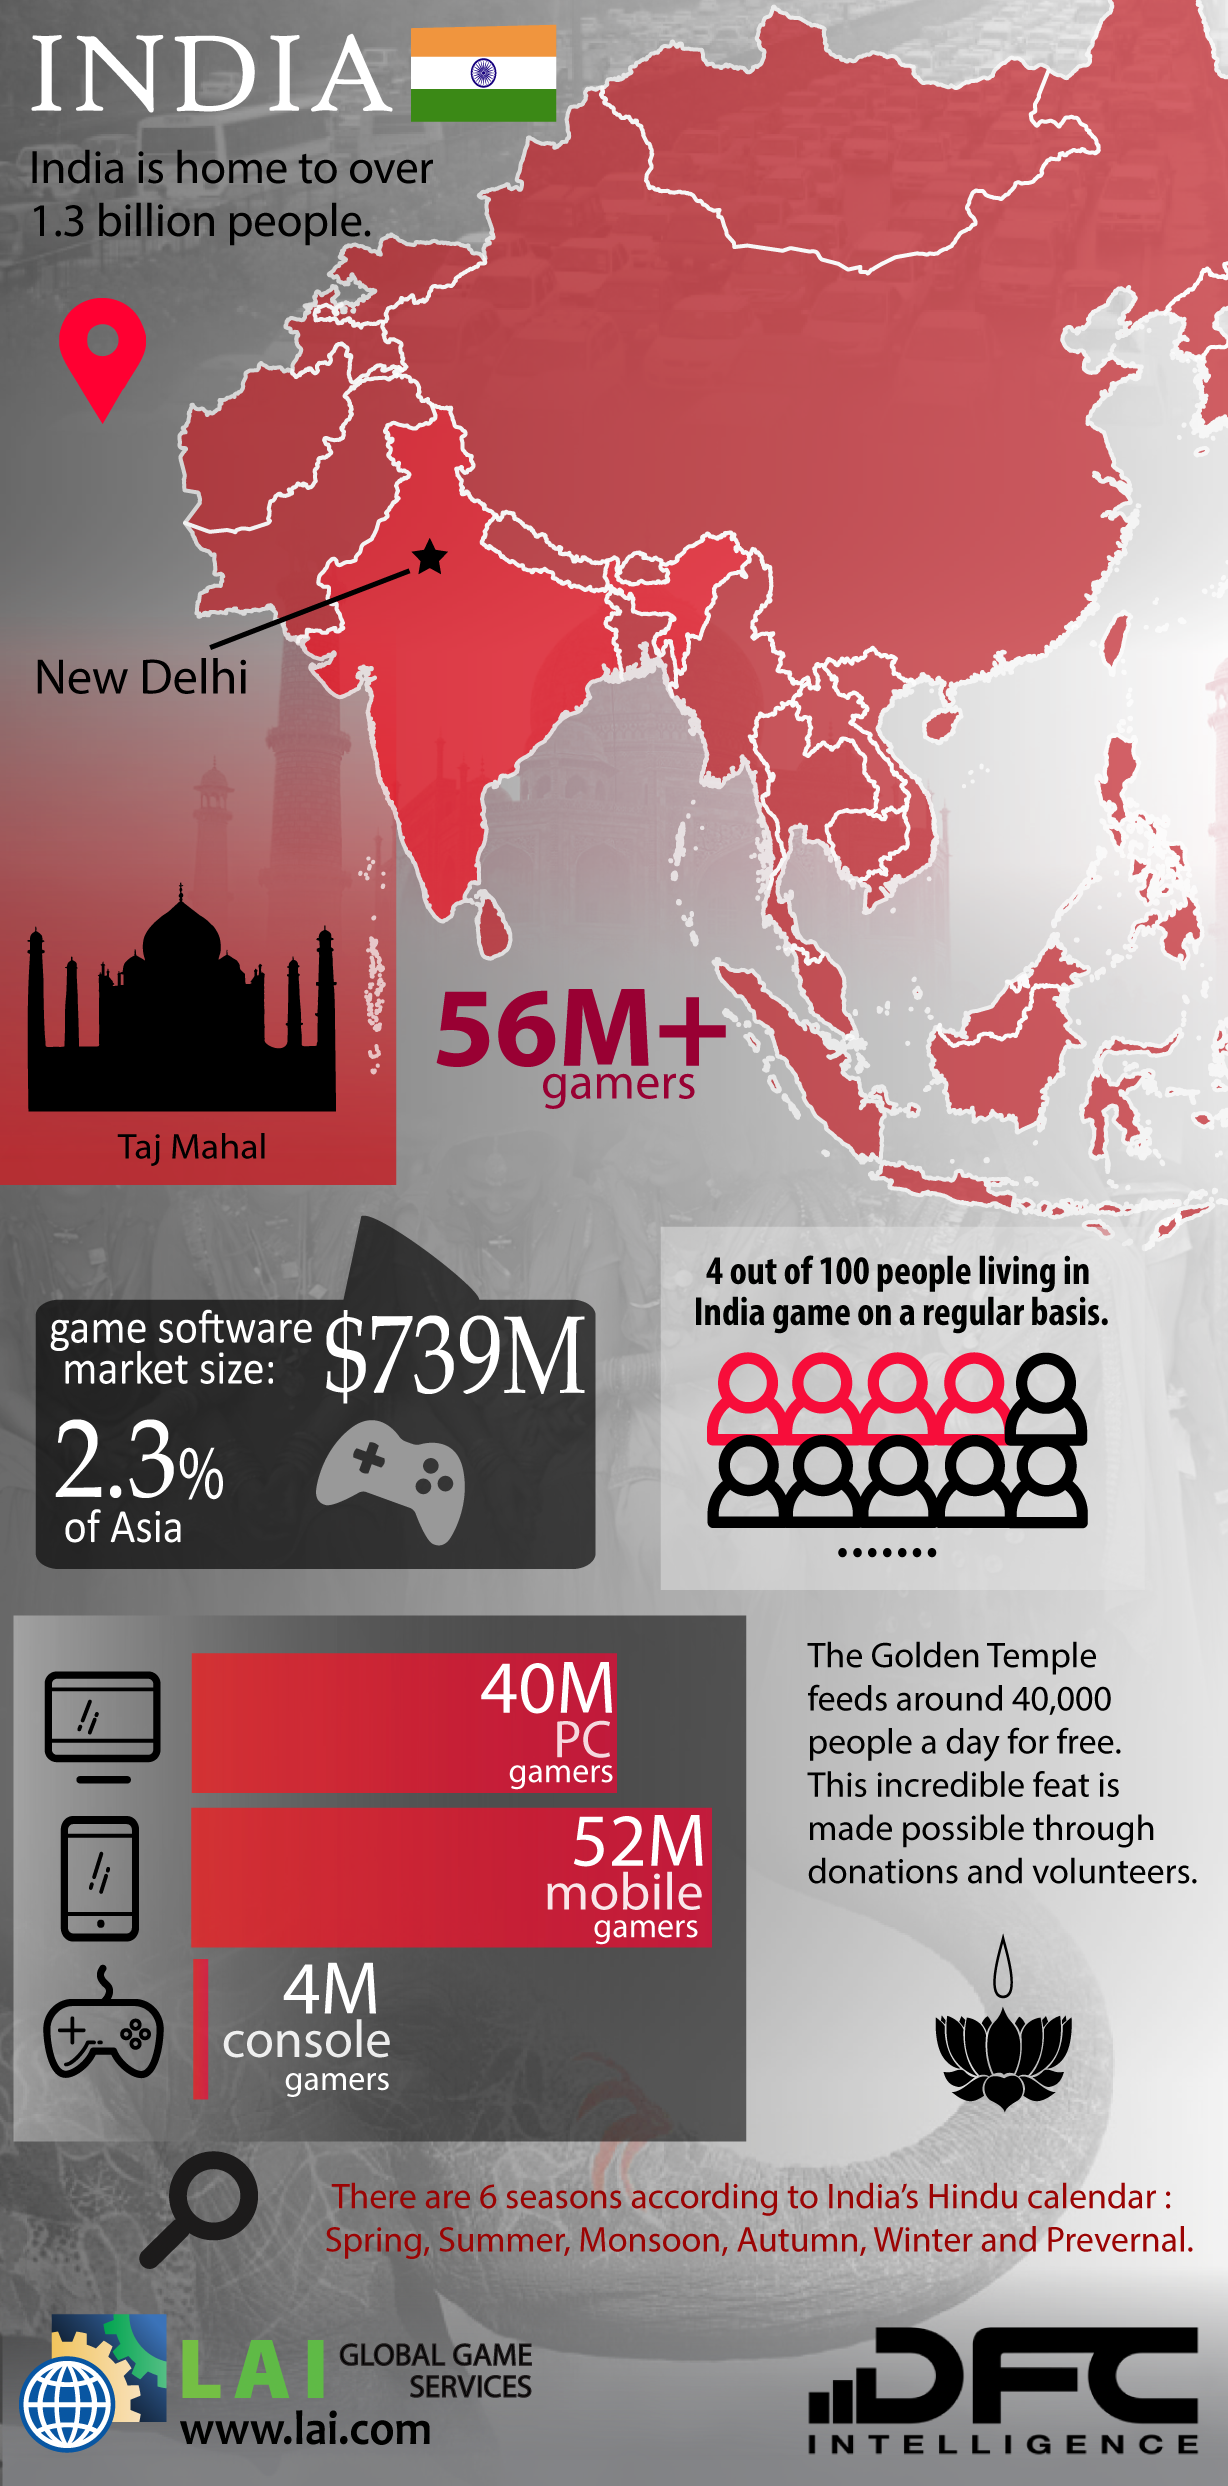 INDIA
India is home to over
1.3 billion people.
New Delhi
Taj Mahal
56M+
gamers
game software
market size:
$739M
2.3%
of Asia
4 out of 100 people living in
India game on a regular basis.
.......
40M
PC
gamers
52M
mobile
gamers
4M
console
gamers
The Golden Temple
feeds around 40,000
people a day for free.
This incredible feat is
made possible through
donations and volunteers.
There are 6 seasons according to India's Hindu calendar :
Spring, Summer, Monsoon, Autumn, Winter and Prevernal.
LAI GLOBAL GAME
SERVICES
www.lai.com
DFC
INTELLIGENCE